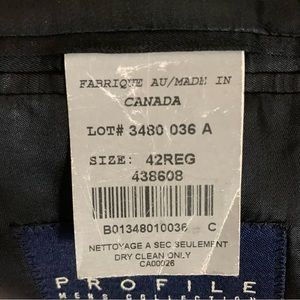 FABRIQUE AU/MADE IN
CANADA
LOT# 3480 036 A
SIZE: 42REG
438608
B01348010036 C
NETTOYAGE A SEC SEULEMENT
DRY CLEAN ONLY
CA00026
PROFILE
MENS COLLECTION